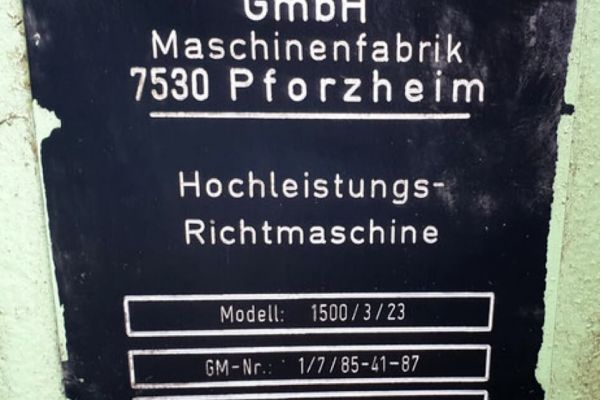 GmbH
Maschinenfabrik
7530 Pforzheim
Hochleistungs-
Richtmaschine
Modell: 1500/3/23
GM-Nr.: 1/7/85-41-87